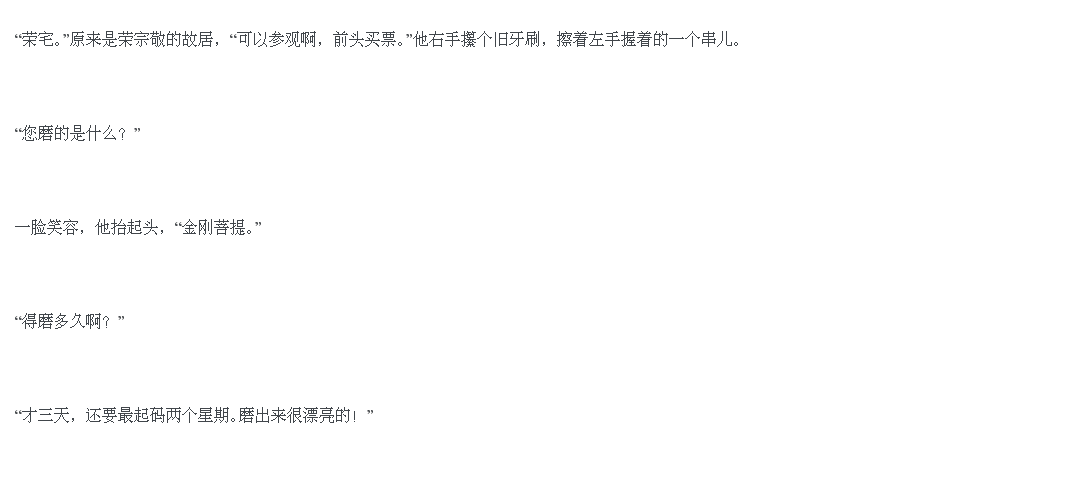 “荣宅。”原来是荣宗敬的故居，“可以参观啊，前头买票。”他右手攥个旧牙刷，擦着左手握着的一个串儿。
“您磨的是什么？”
一脸笑容，他抬起头，“金刚菩提。”
“得磨多久啊？”
“才三天，还要最起码两个星期。磨出来很漂亮的！”